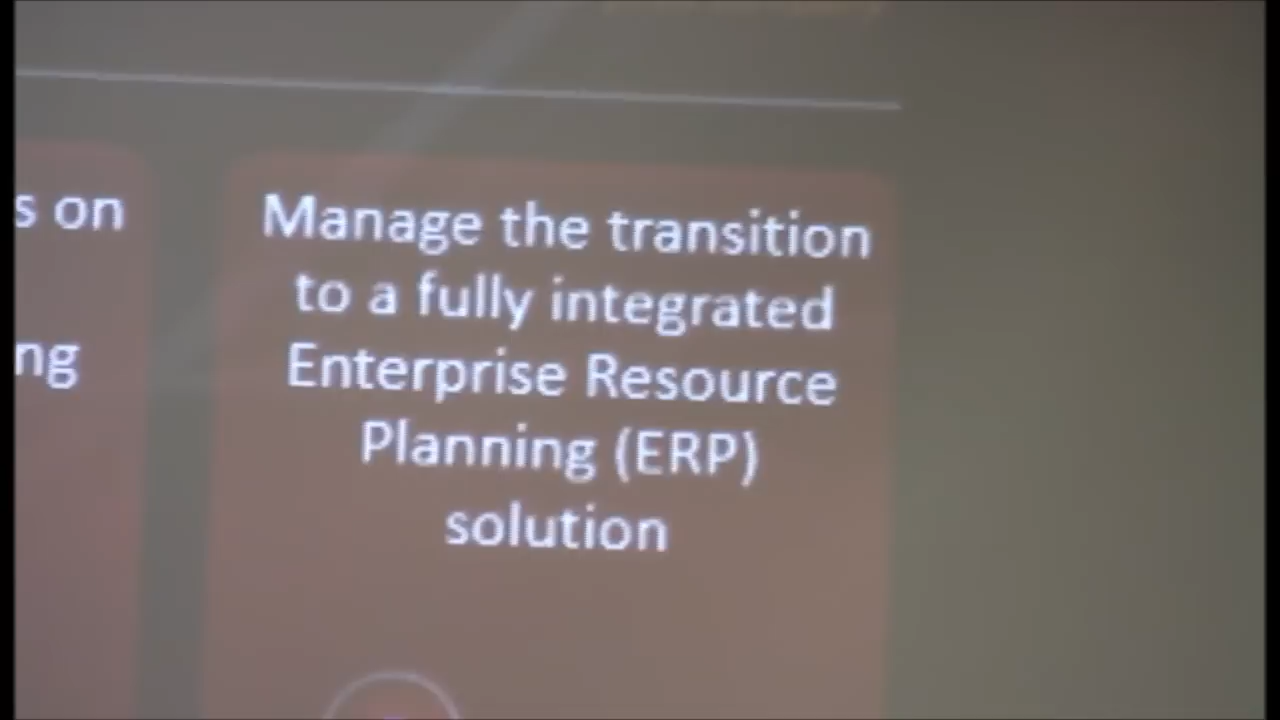 s on
ng
Manage the transition
to a fully integrated
Enterprise Resource
Planning (ERP)
solution